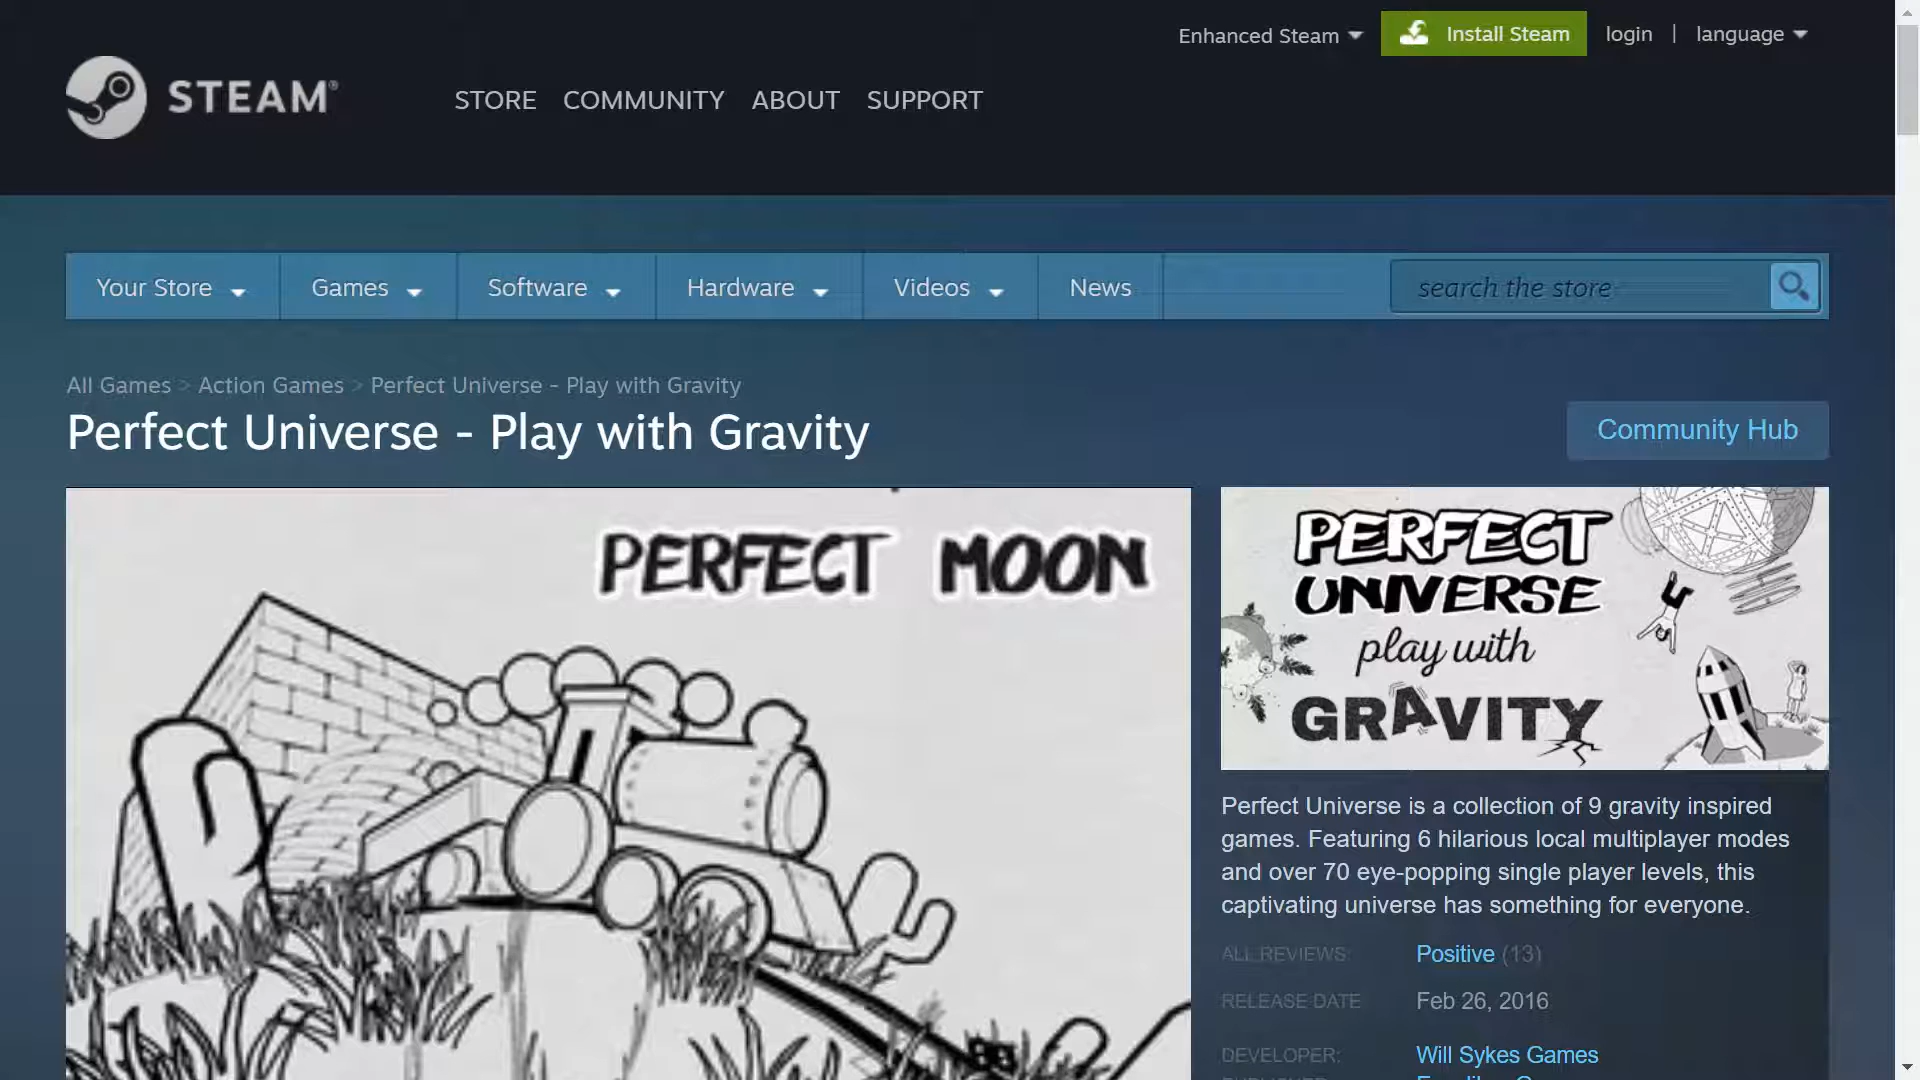 Enhanced Steam
Install Steam
login | language
STEAM®
STORE COMMUNITY ABOUT SUPPORT
Your Store Games Software Hardware Videos News
search the store
All Games > Action Games > Perfect Universe - Play with Gravity
Perfect Universe - Play with Gravity
Community Hub
PERFECT MOON
PERFECT
UNIVERSE
play with
GRAVITY
Perfect Universe is a collection of 9 gravity inspired
games. Featuring 6 hilarious local multiplayer modes
and over 70 eye-popping single player levels, this
captivating universe has something for everyone.
ALL REVIEWS: Positive (13)
RELEASE DATE Feb 26, 2016
DEVELOPER: Will Sykes Games